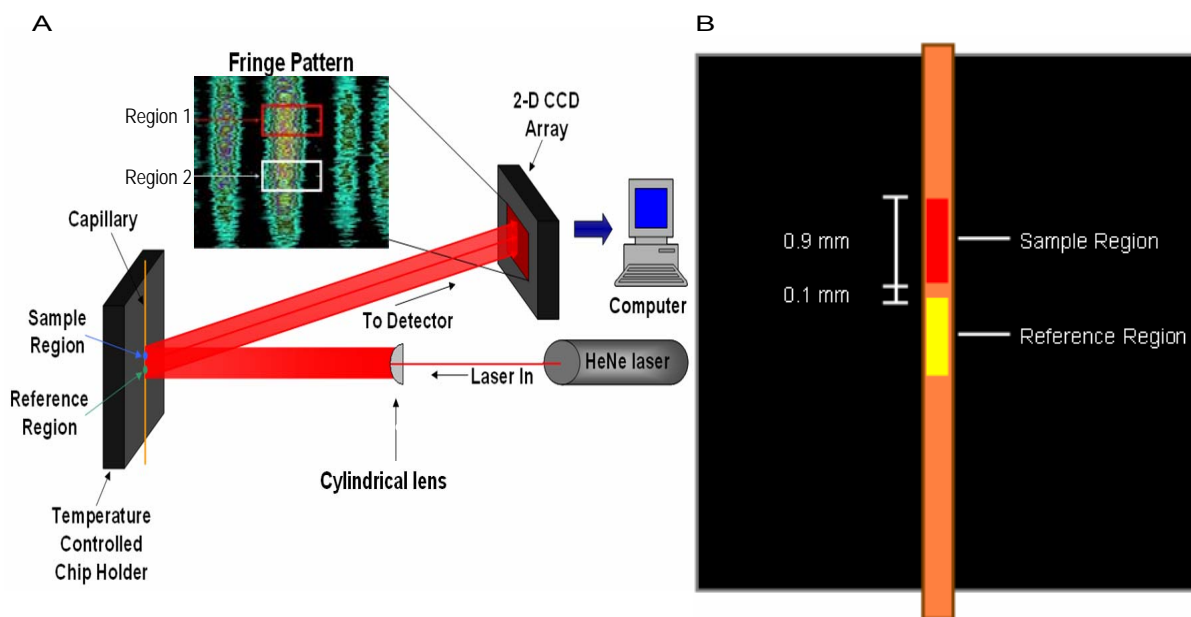 A
B
Fringe Pattern
Region 1
Region 2
2-D CCD
Array
Capillary
Sample
Region
Reference
Region
To Detector
Computer
HeNe laser
Laser In
Cylindrical lens
Temperature
Controlled
Chip Holder
0.9 mm
Sample Region
0.1 mm
Reference Region